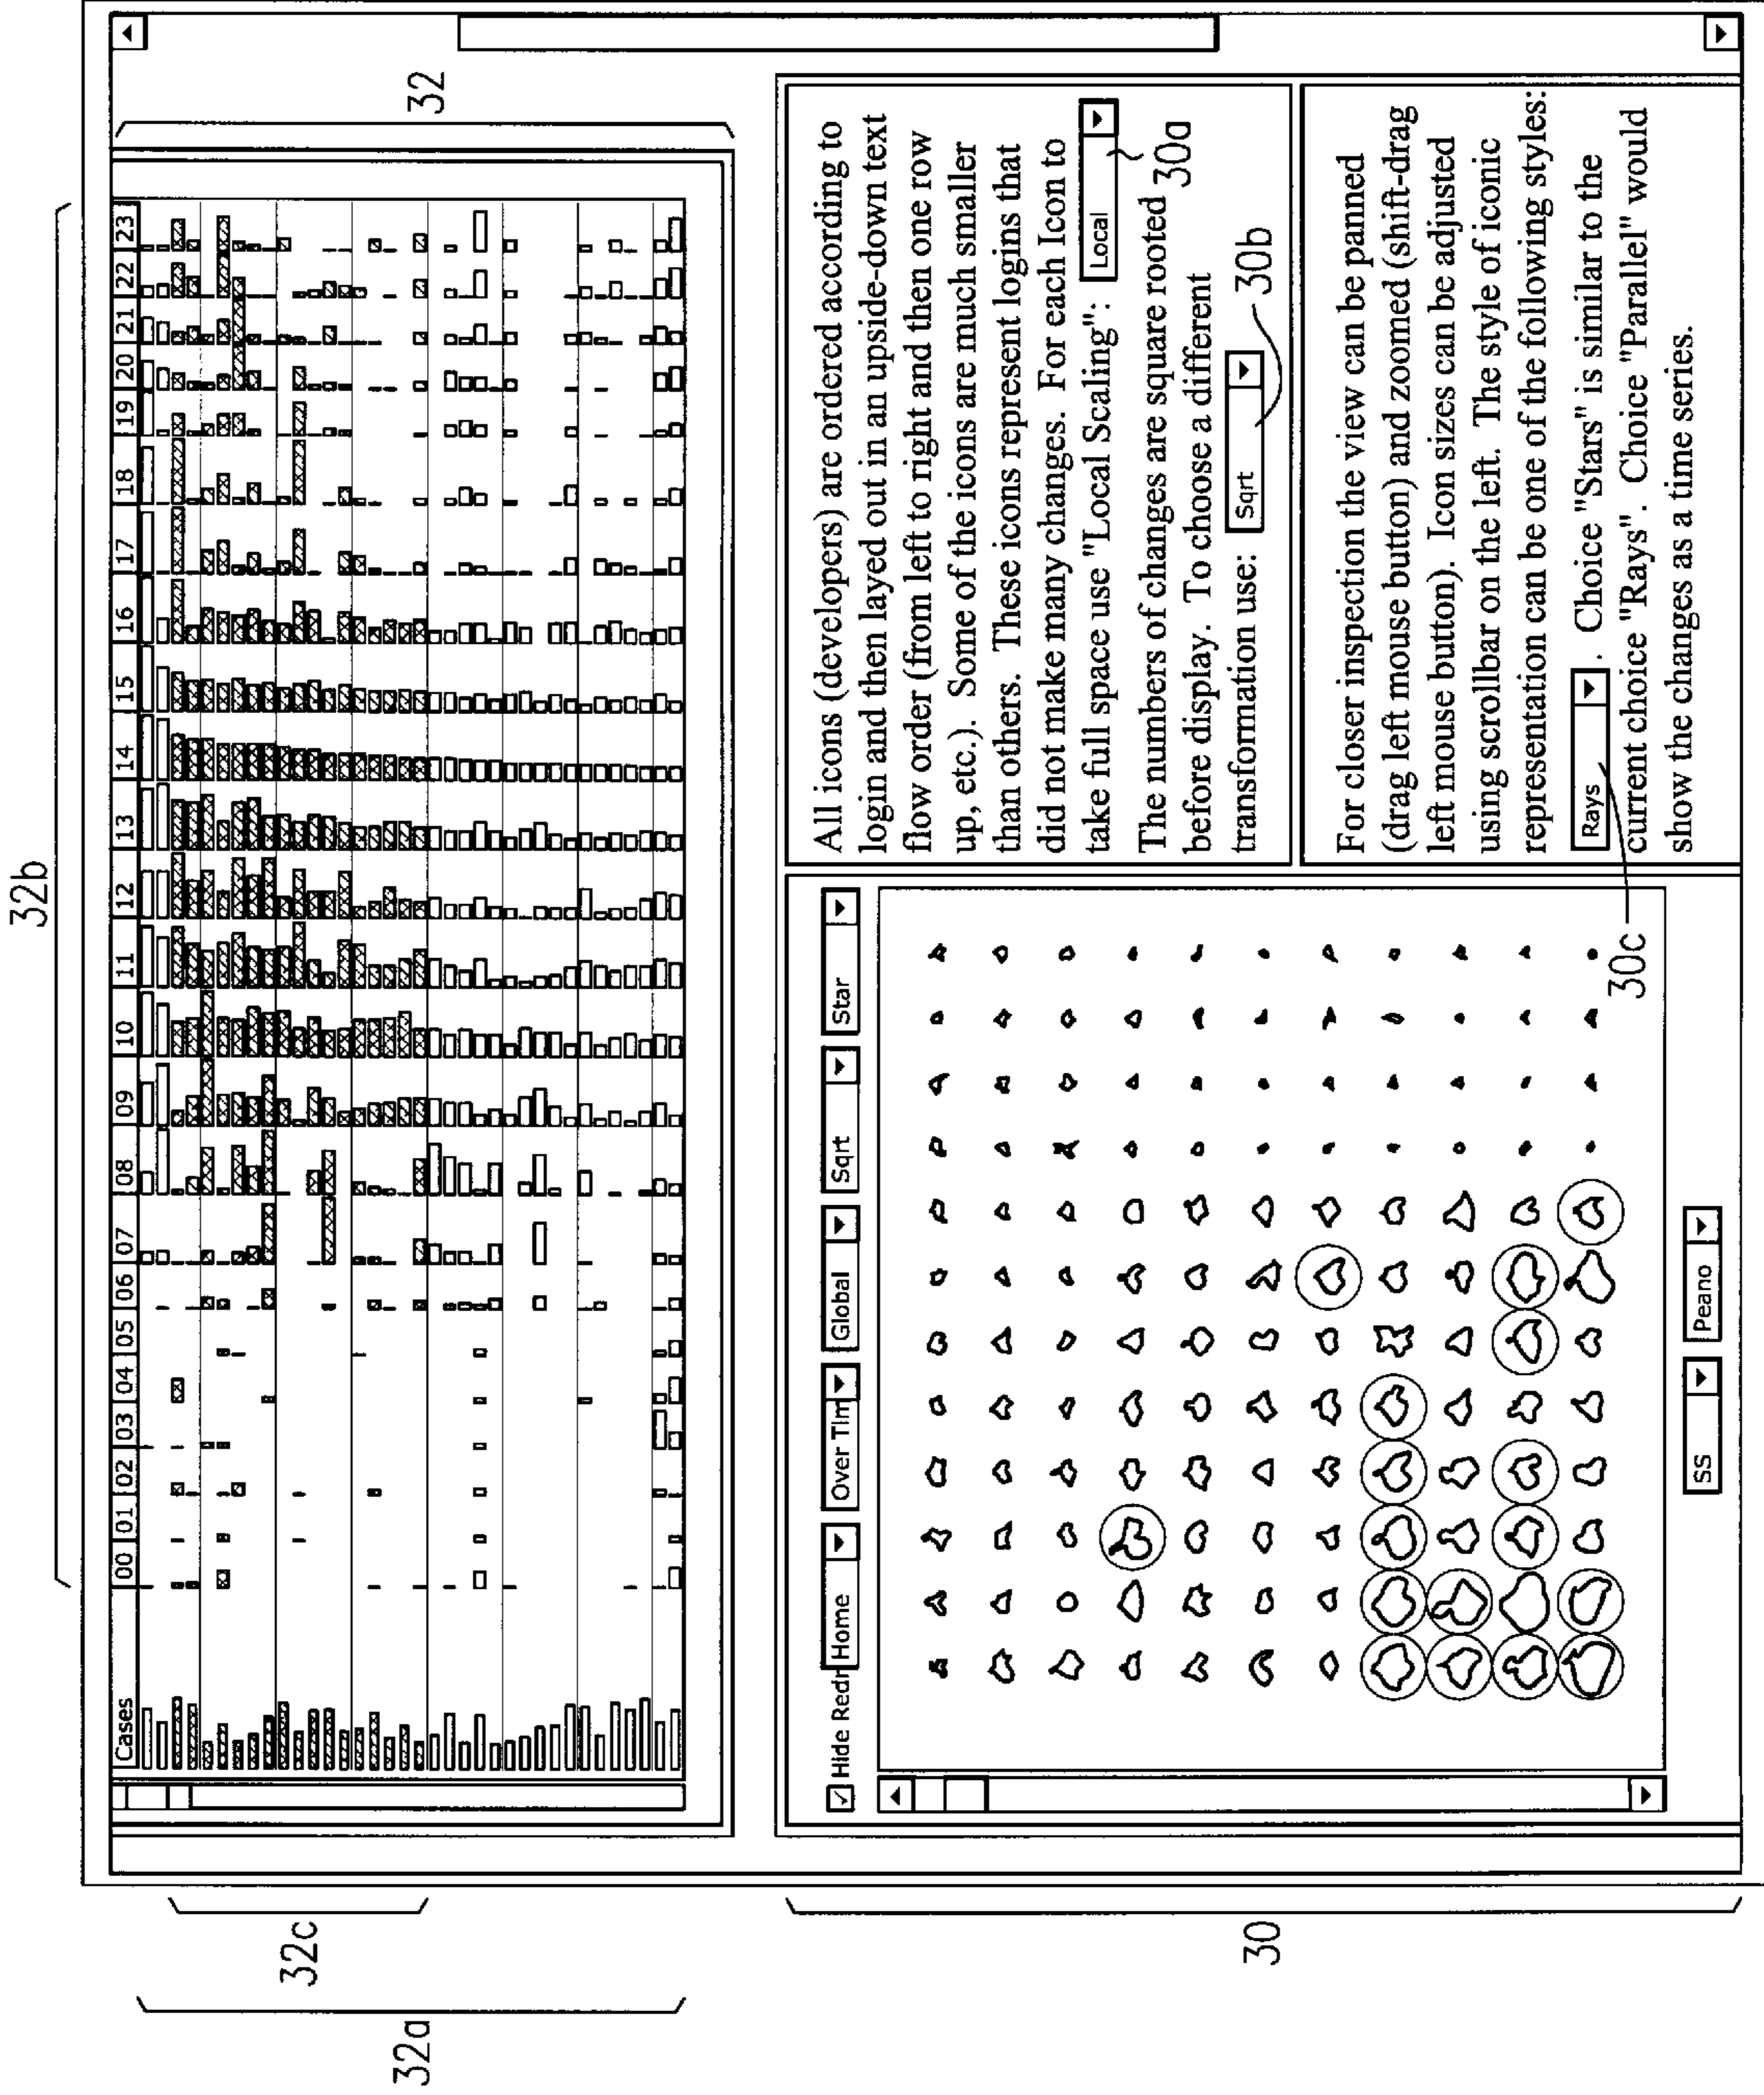 32b
32
32c
32a
Cases 00 01 02 03 04 05 06 07 08 09 10 11 12 13 14 15 16 17 18 19 20 21 22 23
30
Hide Redr Home Over Tim Global Sqrt Star
SS Peano
All icons (developers) are ordered according to
login and then layed out in an upside-down text
flow order (from left to right and then one row
up, etc.). Some of the icons are much smaller
than others. These icons represent logins that
did not make many changes. For each Icon to
take full space use "Local Scaling": Local
30a
The numbers of changes are square rooted
before display. To choose a different
transformation use: Sqrt
30b
For closer inspection the view can be panned
(drag left mouse button) and zoomed (shift-drag
left mouse button). Icon sizes can be adjusted
using scrollbar on the left. The style of iconic
representation can be one of the following styles:
Rays . Choice "Stars" is similar to the
current choice "Rays". Choice "Parallel" would
show the changes as a time series.
30c